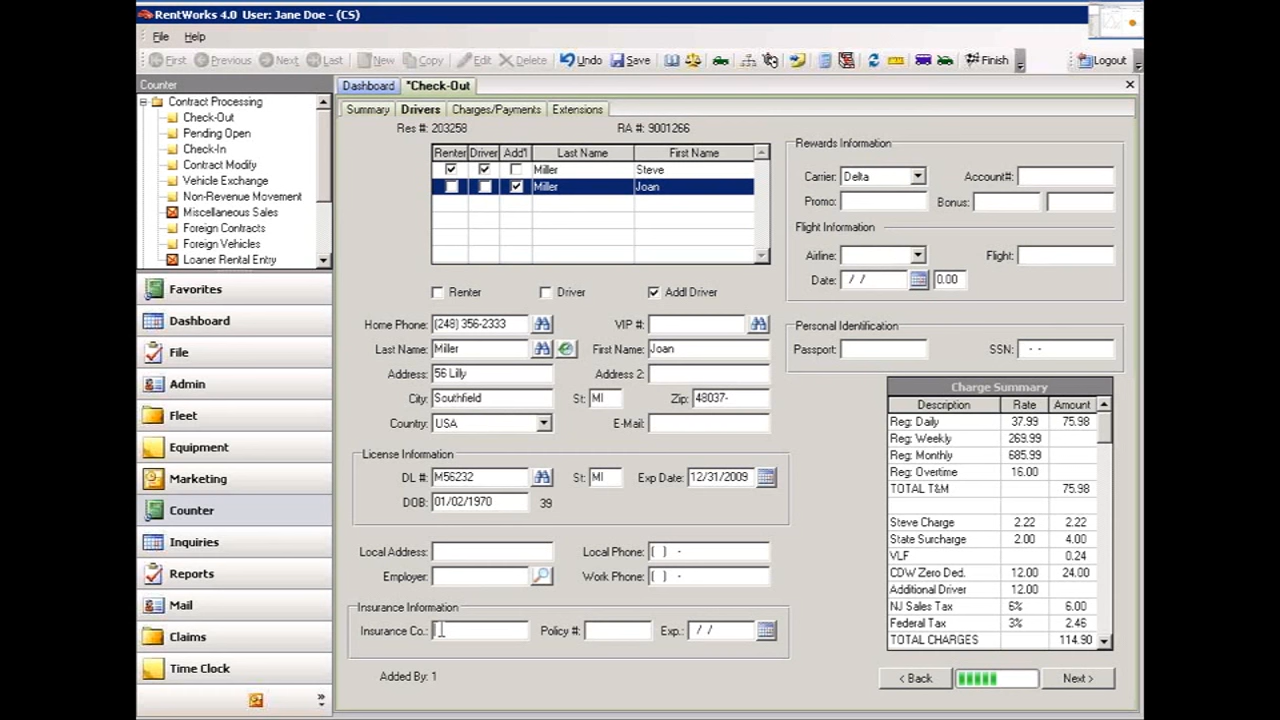 RentWorks 4.0 User: Jane Doe - (CS)
File Help
First Previous Next Last New Copy Edit Delete Undo Save Finish Logout
Counter
Contract Processing
Check-Out
Pending Open
Check-In
Contract Modify
Vehicle Exchange
Non-Revenue Movement
Miscellaneous Sales
Foreign Contracts
Foreign Vehicles
Loaner Rental Entry
Favorites
Dashboard
File
Admin
Fleet
Equipment
Marketing
Counter
Inquiries
Reports
Mail
Claims
Time Clock
Dashboard *Check-Out
Summary Drivers Charges/Payments Extensions
Res #: 203258 RA #: 9001266
Renter Driver Add'l Last Name First Name
Miller Steve
Miller Joan
Renter Driver Addl Driver
Home Phone: (248) 356-2333 VIP #:
Last Name: Miller First Name: Joan
Address: 56 Lilly Address 2:
City: Southfield St: MI Zip: 48037-
Country: USA E-Mail:
License Information
DL #: M56232 St: MI Exp Date: 12/31/2009
DOB: 01/02/1970 39
Local Address: Local Phone: ( ) -
Employer: Work Phone: ( ) -
Insurance Information
Insurance Co.: Policy #: Exp.: / /
Added By: 1
Rewards Information
Carrier: Delta Account#:
Promo: Bonus:
Flight Information
Airline: Flight:
Date: / / 0.00
Personal Identification
Passport: SSN: - -
Charge Summary
Description Rate Amount
Reg: Daily 37.99 75.98
Reg: Weekly 269.99
Reg: Monthly 685.99
Reg: Overtime 16.00
TOTAL T&M 75.98
Steve Charge 2.22 2.22
State Surcharge 2.00 4.00
VLF 0.24
CDW Zero Ded. 12.00 24.00
Additional Driver 12.00
NJ Sales Tax 6% 6.00
Federal Tax 3% 2.46
TOTAL CHARGES 114.90
< Back Next >